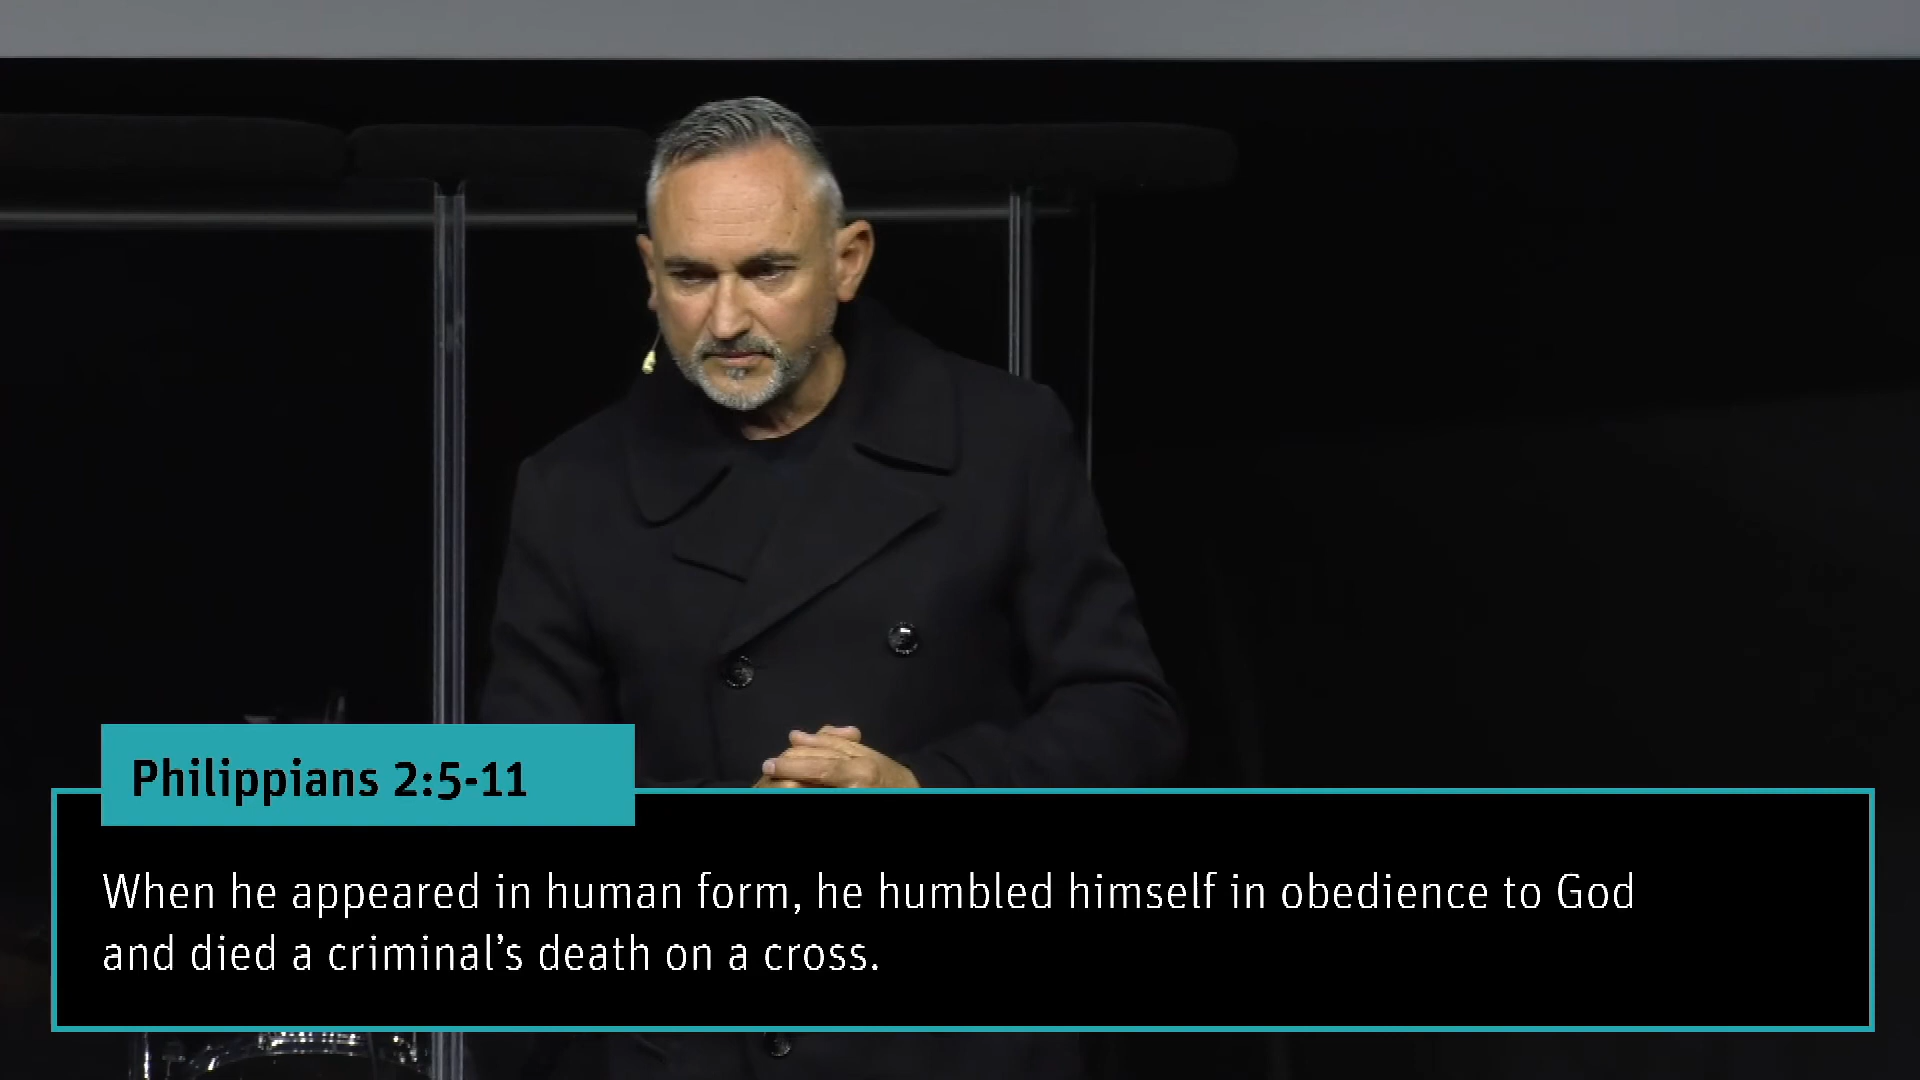 Philippians 2:5-11
When he appeared in human form, he humbled himself in obedience to God
and died a criminal's death on a cross.